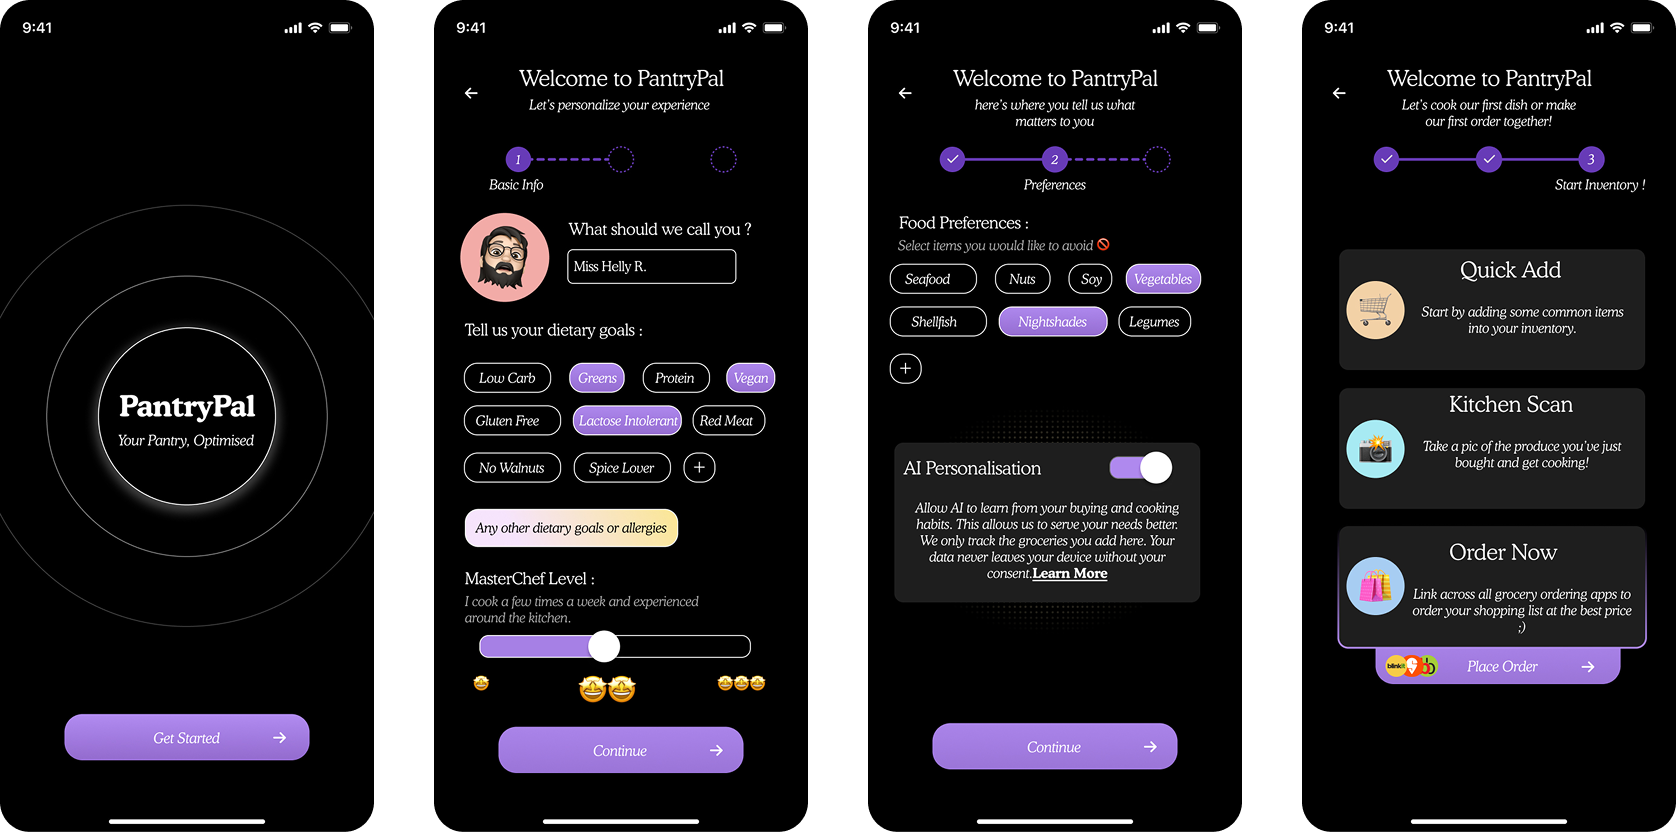 9:41
PantryPal
Your Pantry, Optimised
Get Started
9:41
Welcome to PantryPal
Let's personalize your experience
1
Basic Info
What should we call you ?
Miss Helly R.
Tell us your dietary goals :
Low Carb
Greens
Protein
Vegan
Gluten Free
Lactose Intolerant
Red Meat
No Walnuts
Spice Lover
+
Any other dietary goals or allergies
MasterChef Level :
I cook a few times a week and experienced
around the kitchen.
Continue
9:41
Welcome to PantryPal
here's where you tell us what
matters to you
2
Preferences
Food Preferences :
Select items you would like to avoid
Seafood
Nuts
Soy
Vegetables
Shellfish
Nightshades
Legumes
+
AI Personalisation
Allow AI to learn from your buying and cooking
habits. This allows us to serve your needs better.
We only track the groceries you add here. Your
data never leaves your device without your
consent.Learn More
Continue
9:41
Welcome to PantryPal
Let's cook our first dish or make
our first order together!
3
Start Inventory !
Quick Add
Start by adding some common items
into your inventory.
Kitchen Scan
Take a pic of the produce you've just
bought and get cooking!
Order Now
Link across all grocery ordering apps to
order your shopping list at the best price
;)
blinkit
bb
Place Order